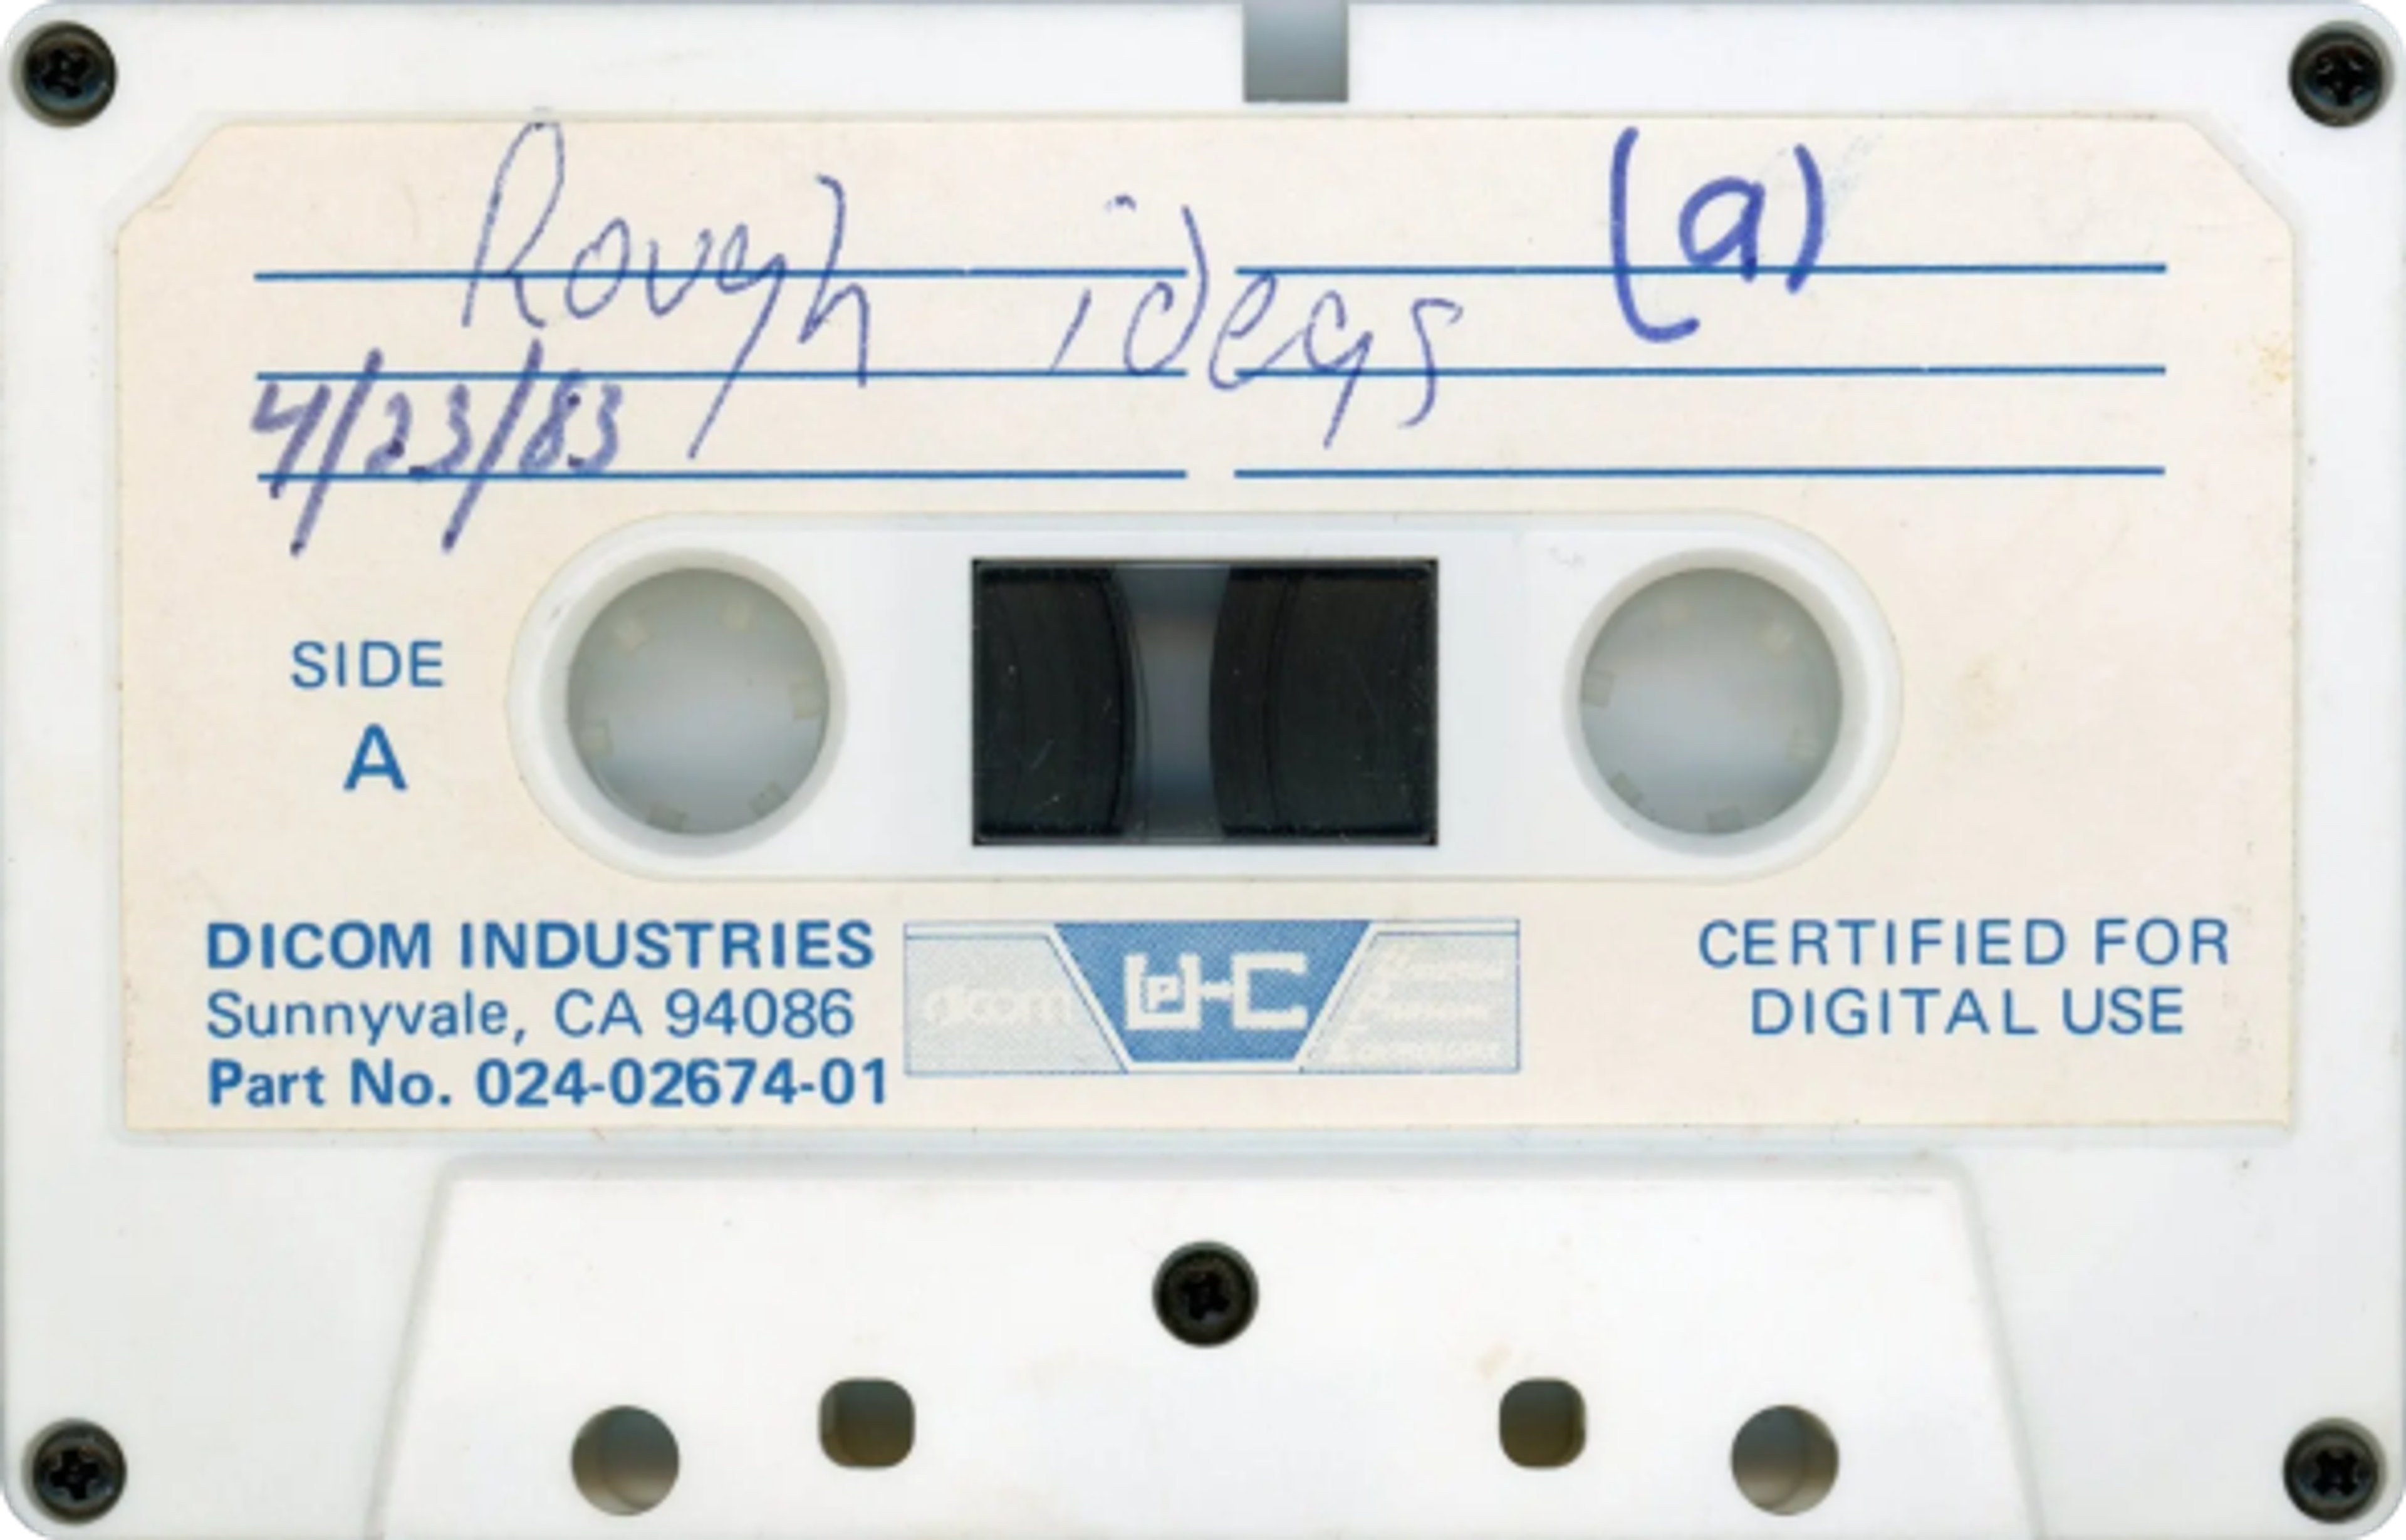 Rough ideas (a)
4/23/83
SIDE
A
DICOM INDUSTRIES
Sunnyvale, CA 94086
Part No. 024-02674-01
dicom
CERTIFIED FOR
DIGITAL USE